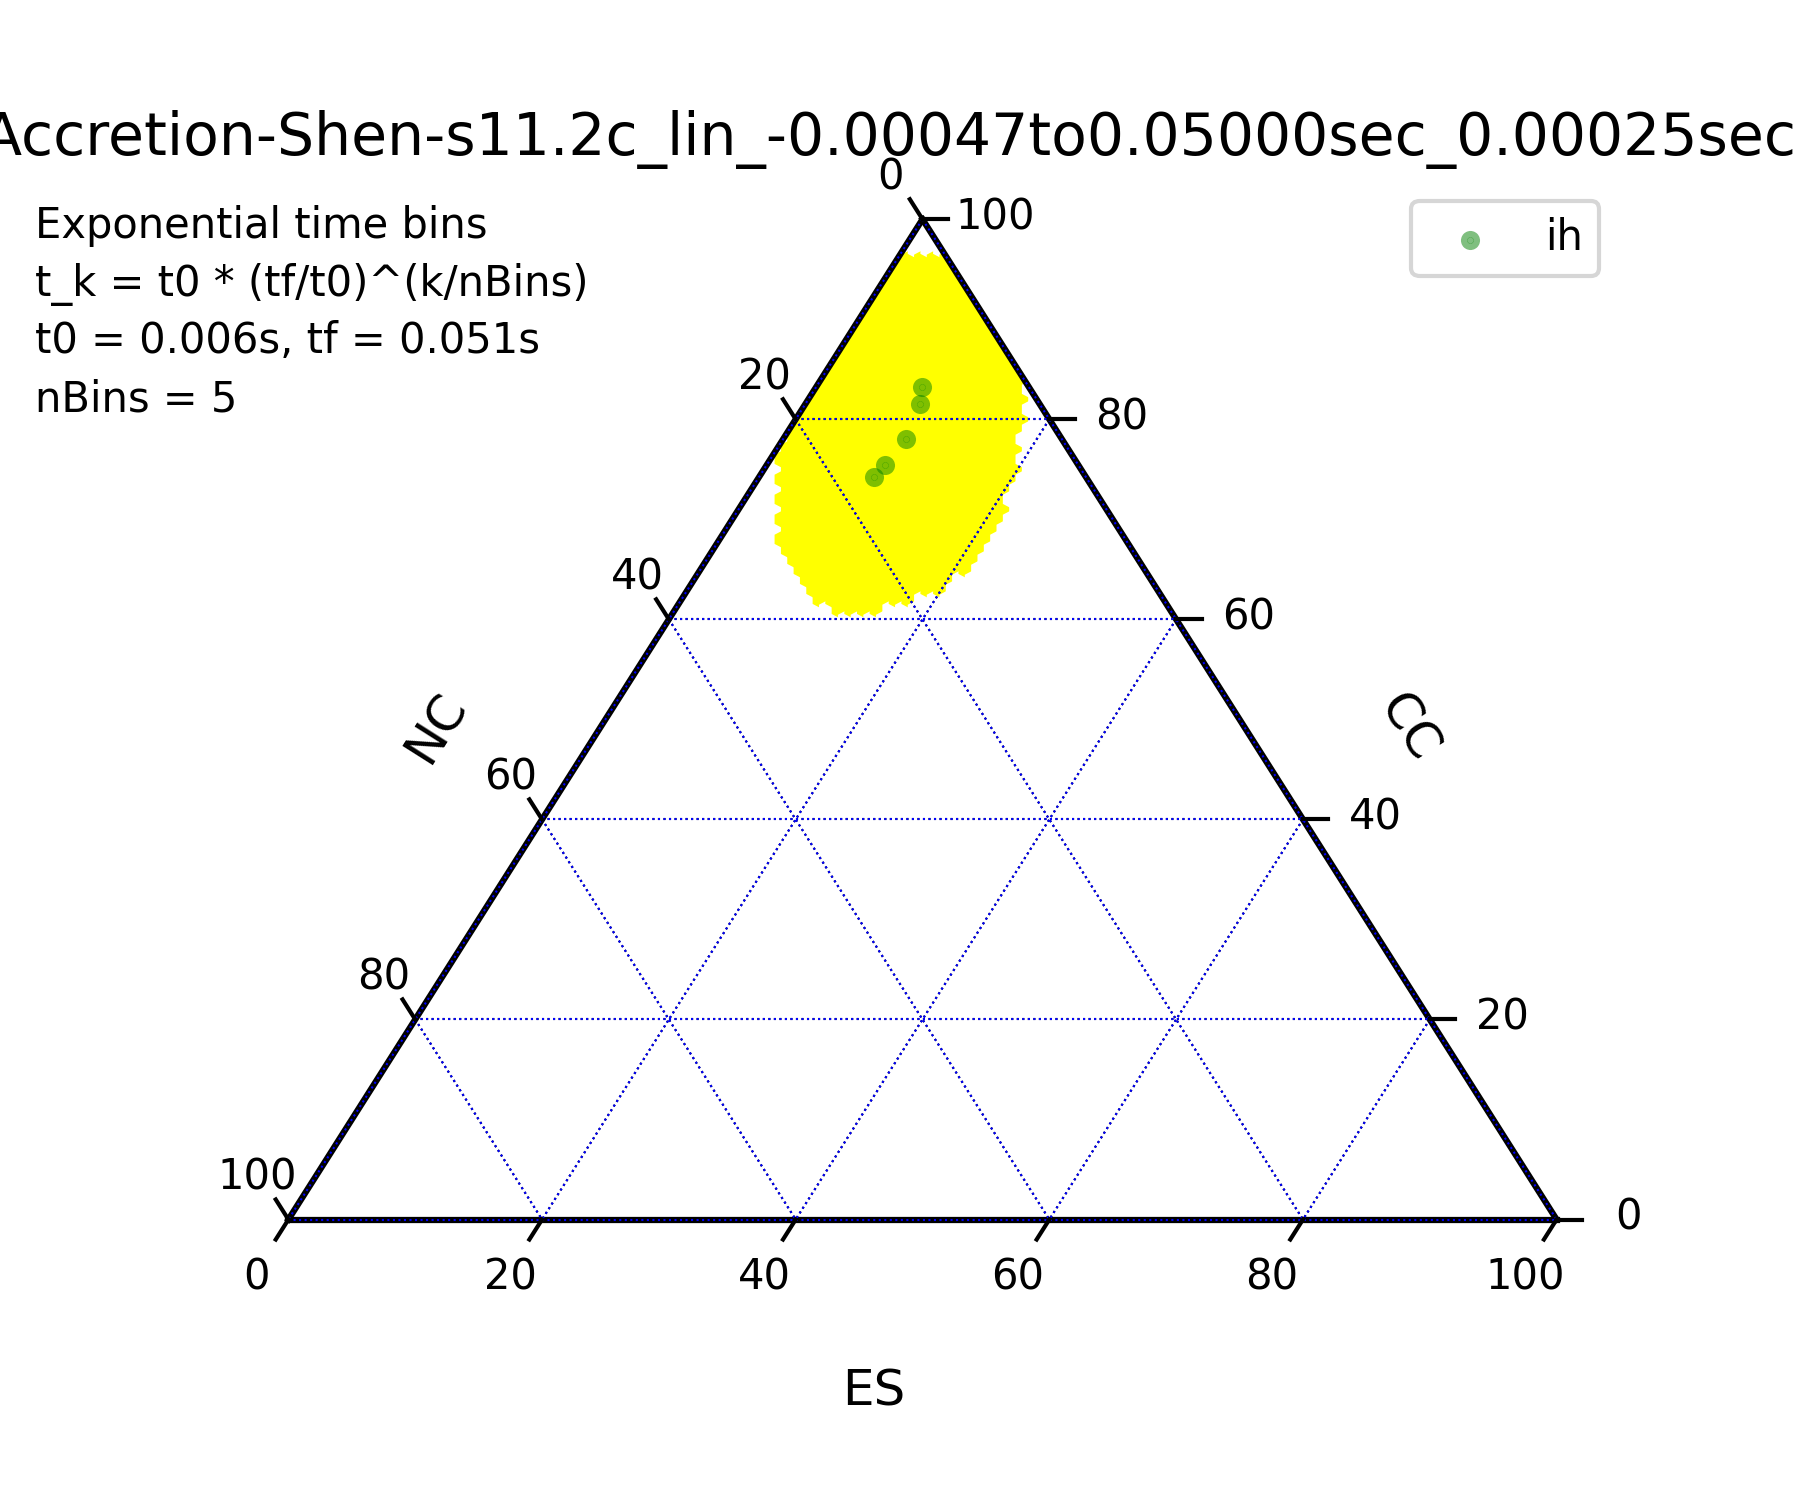 Accretion-Shen-s11.2c_lin_-0.00047to0.05000sec_0.00025sec
Exponential time bins
t_k = t0 * (tf/t0)^(k/nBins)
t0 = 0.006s, tf = 0.051s
nBins = 5
ih
0
100
20
80
40
60
NC
CC
60
40
80
20
100
0
0
20
40
60
80
100
ES